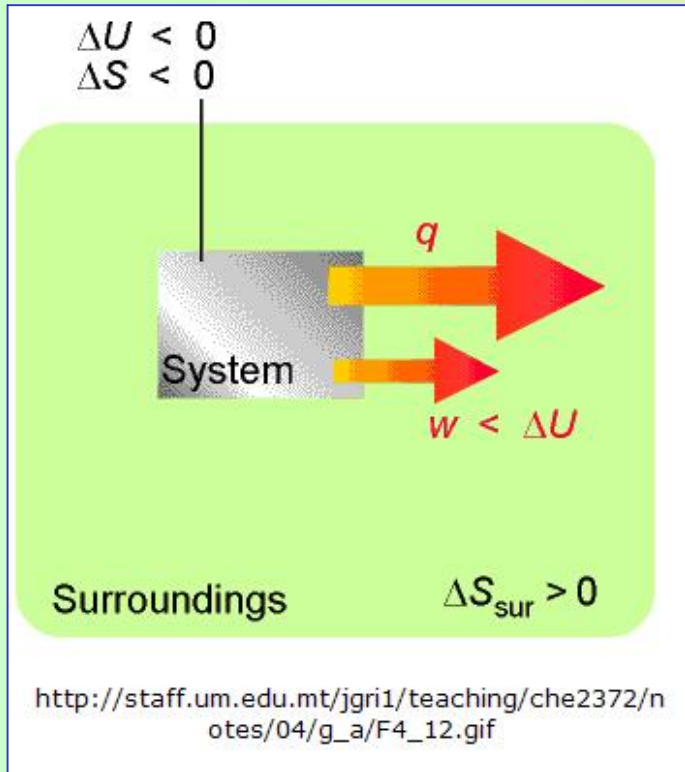 ΔU < 0
ΔS < 0
q
System
w < ΔU
Surroundings
ΔS_sur > 0
http://staff.um.edu.mt/jgri1/teaching/che2372/n
otes/04/g_a/F4_12.gif